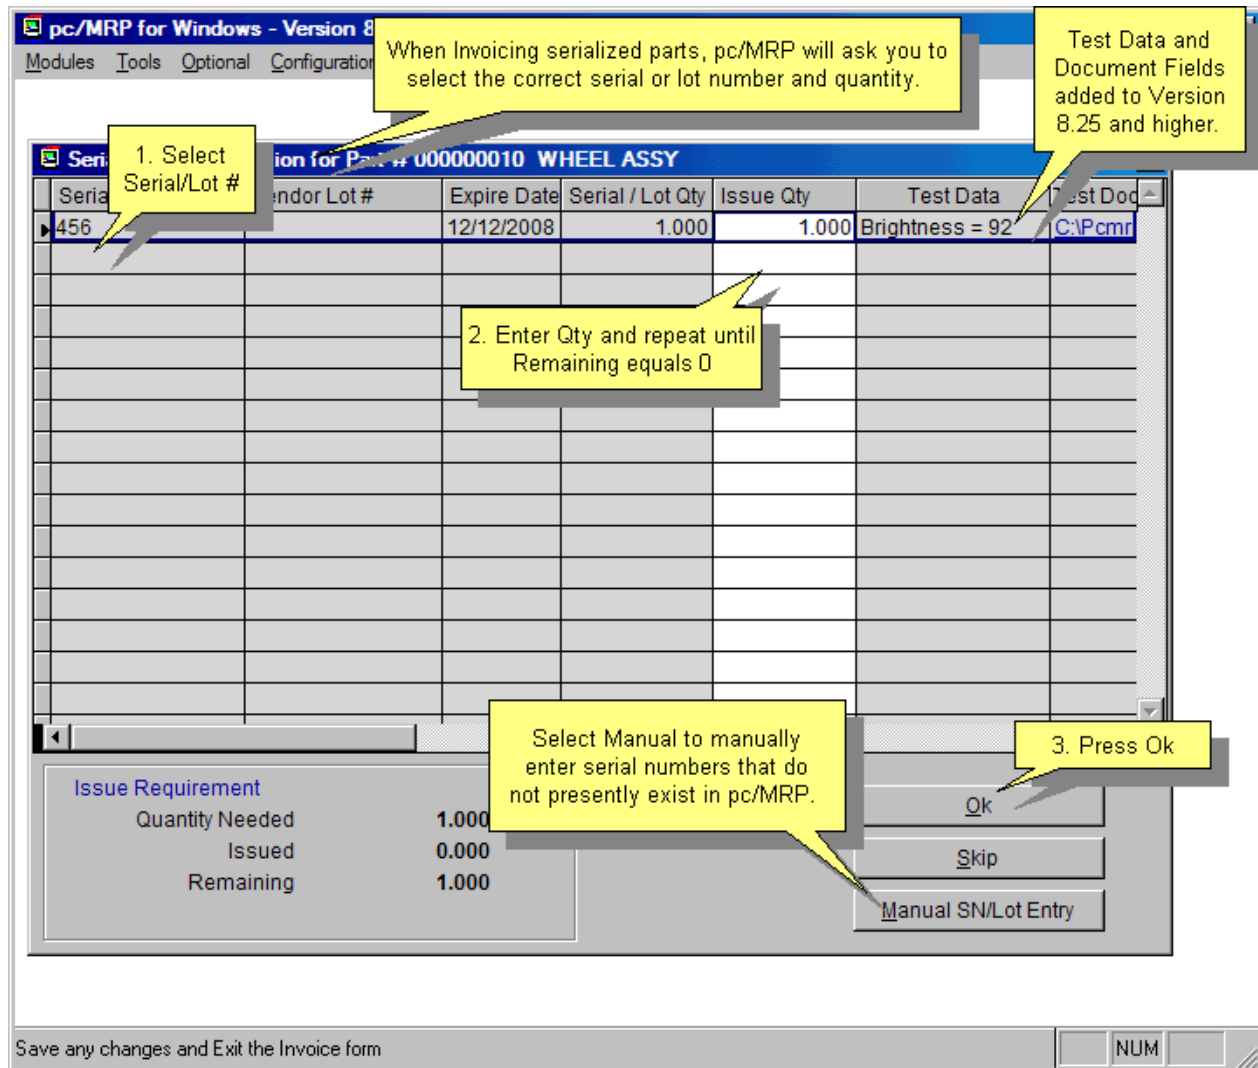 pc/MRP for Windows - Version 8
Modules Tools Optional Configuration
When Invoicing serialized parts, pc/MRP will ask you to
select the correct serial or lot number and quantity.
Test Data and
Document Fields
added to Version
8.25 and higher.
1. Select
Serial/Lot #
ion for Part # 000000010 WHEEL ASSY
Lot # Expire Date Serial / Lot Qty Issue Qty Test Data Test Doc
456 12/12/2008 1.000 1.000 Brightness = 92 C:\Pcmr
2. Enter Qty and repeat until
Remaining equals 0
Select Manual to manually
enter serial numbers that do
not presently exist in pc/MRP.
3. Press Ok
Issue Requirement
Quantity Needed 1.000
Issued 0.000
Remaining 1.000
Ok
Skip
Manual SN/Lot Entry
Save any changes and Exit the Invoice form
NUM